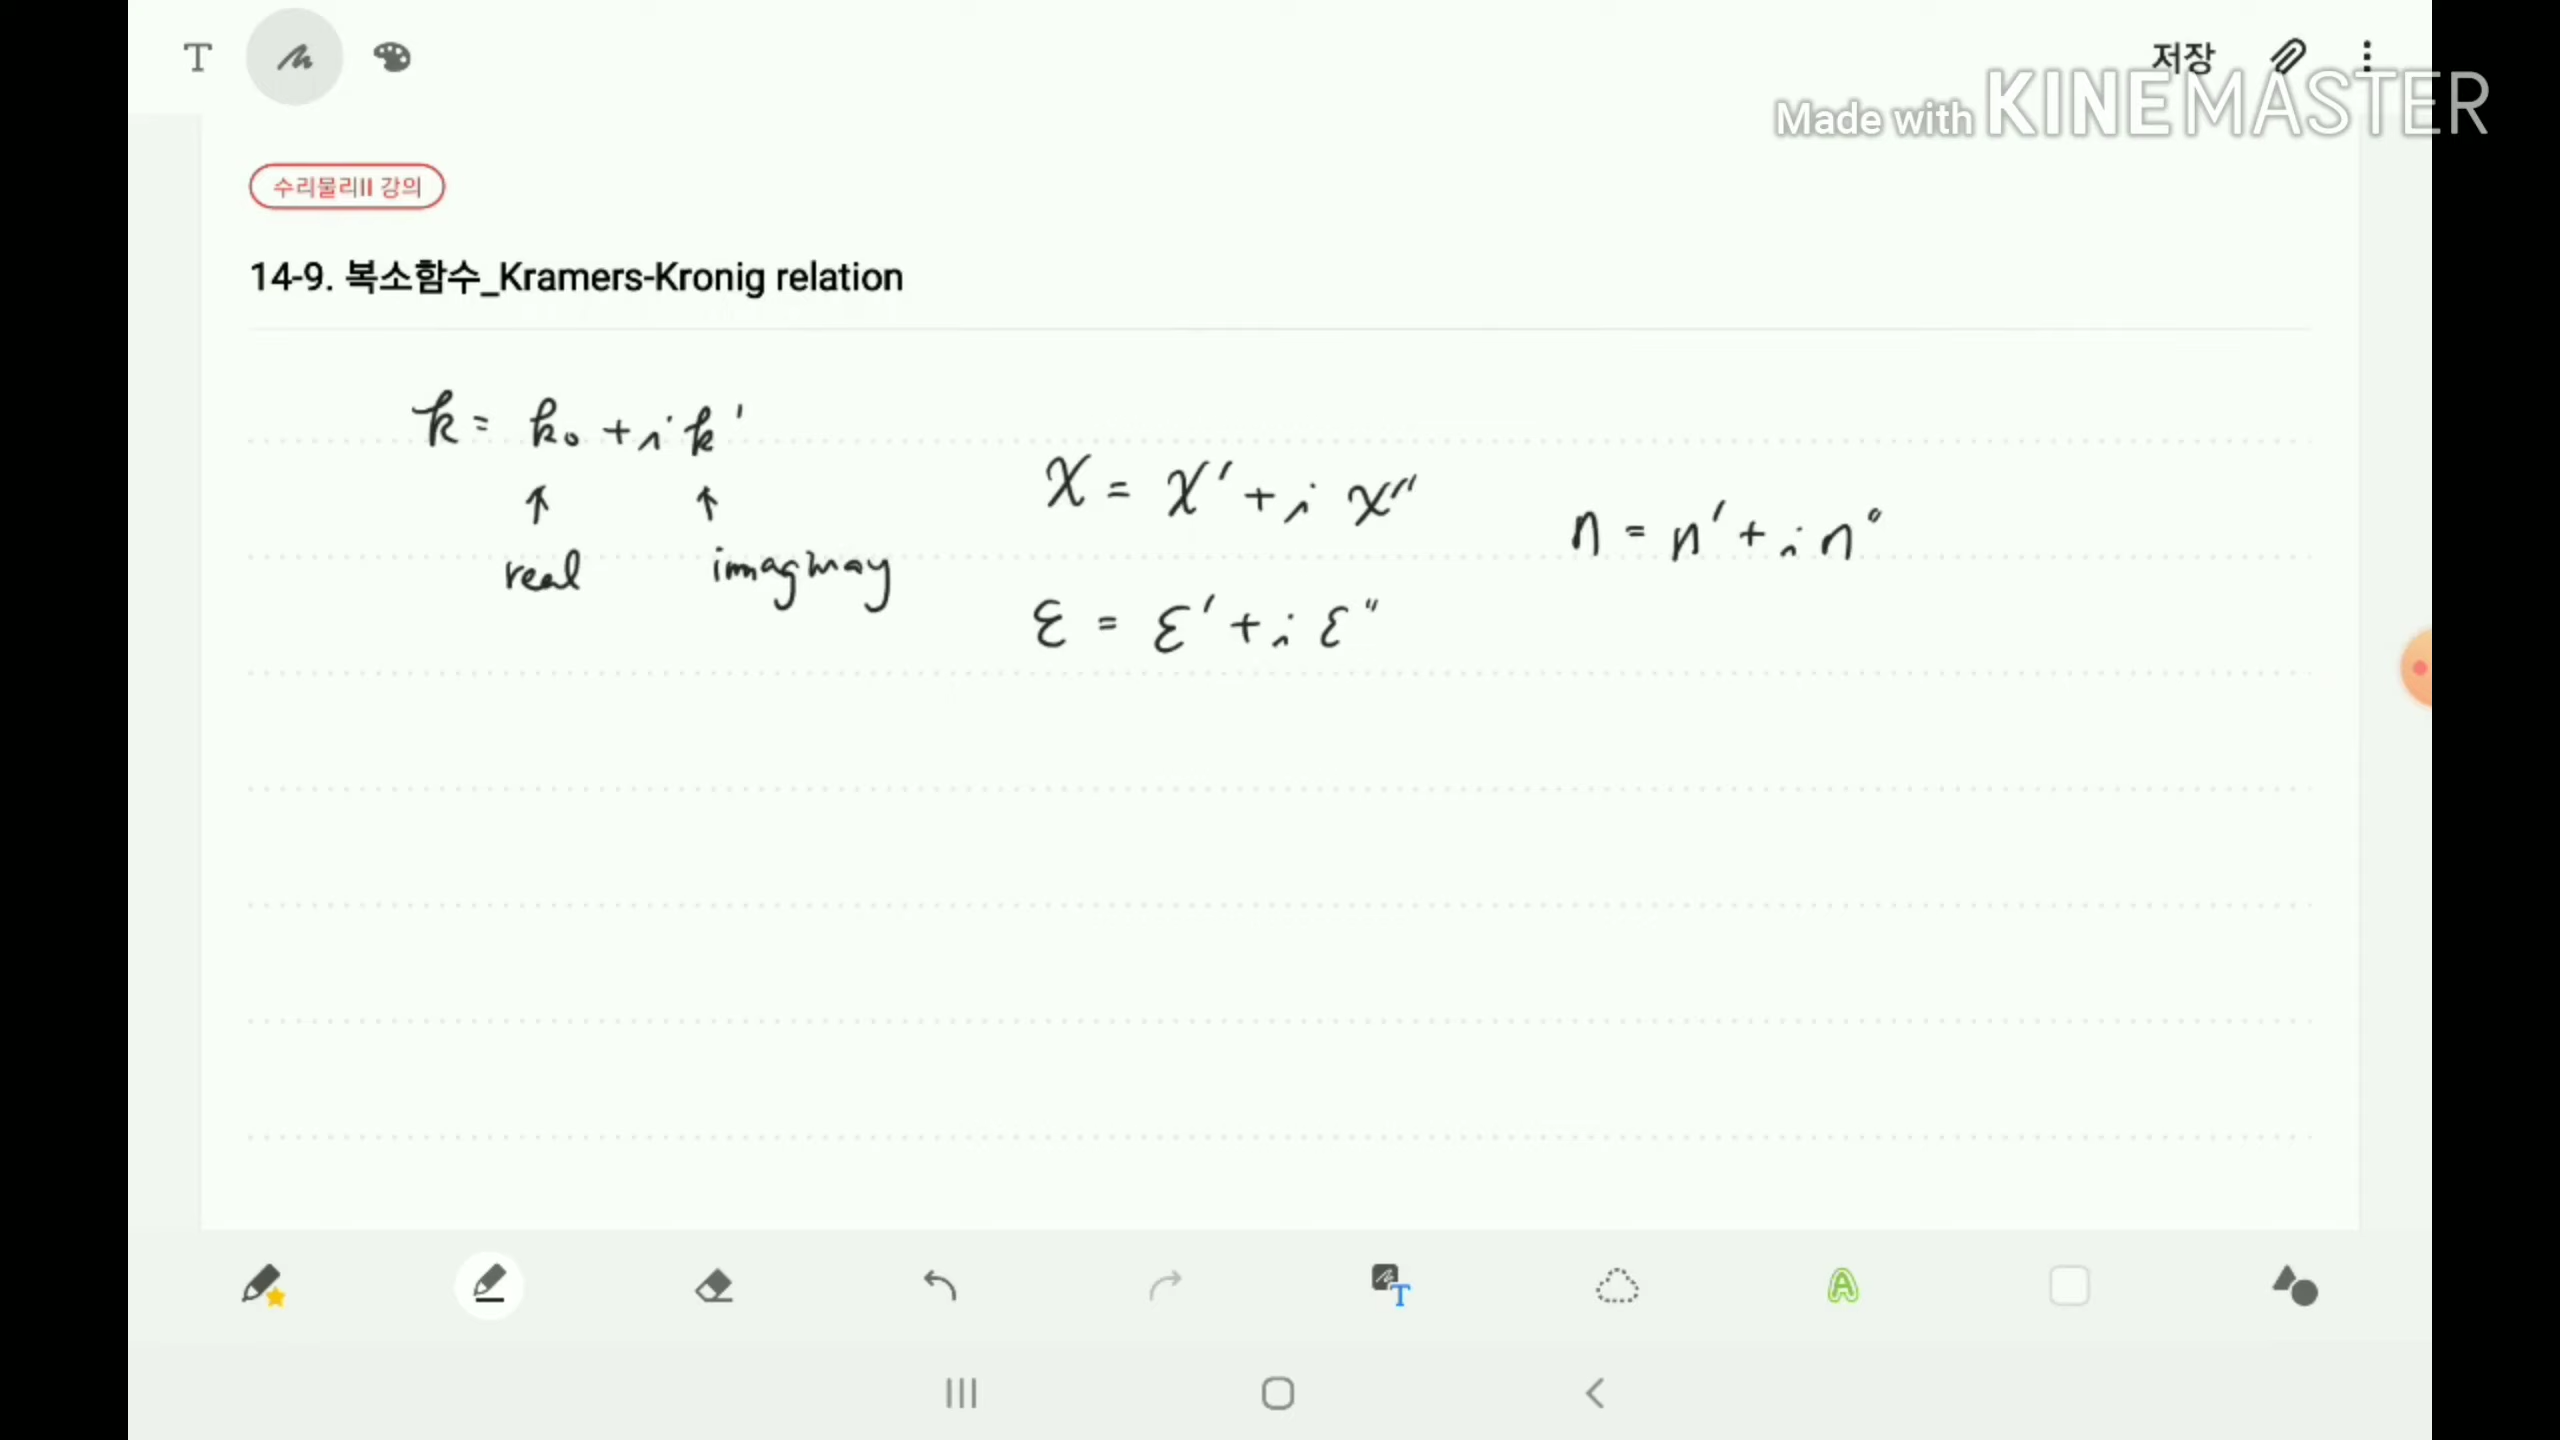 T
저장
Made with KINEMASTER
수리물리II 강의
14-9. 복소함수_Kramers-Kronig relation
k = k₀ + i k'
↑ ↑
real imagmay
χ = χ' + i χ''
ε = ε' + i ε''
n = n' + i n''
T
A